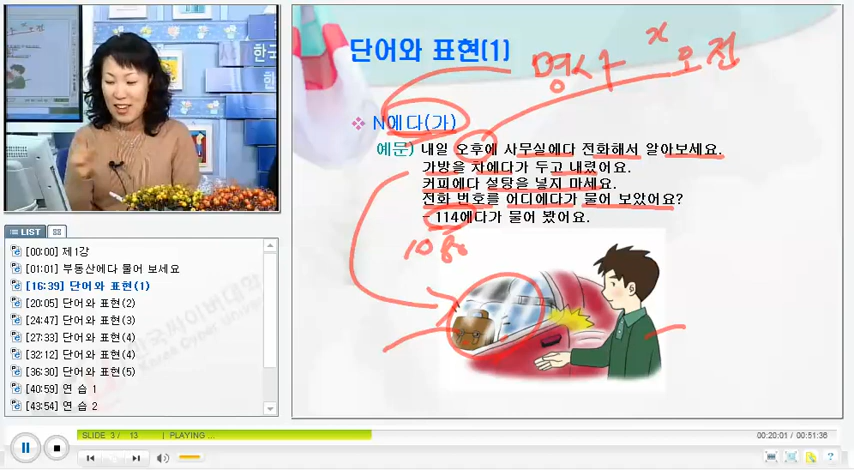 단어와 표현(1)
명사 x 오전
N에다(가)
예문) 내일 오후에 사무실에다 전화해서 알아보세요.
가방을 차에다가 두고 내렸어요.
커피에다 설탕을 넣지 마세요.
전화 번호를 어디에다가 물어 보았어요?
- 114에다가 물어 봤어요.
LIST
[00:00] 제1강
[01:01] 부동산에다 물어 보세요
[16:39] 단어와 표현(1)
[20:05] 단어와 표현(2)
[24:47] 단어와 표현(3)
[27:33] 단어와 표현(4)
[32:12] 단어와 표현(4)
[36:30] 단어와 표현(5)
[40:59] 연 습 1
[43:54] 연 습 2
SLIDE 3 / 13 | PLAYING ...
00:20:01 / 00:51:36